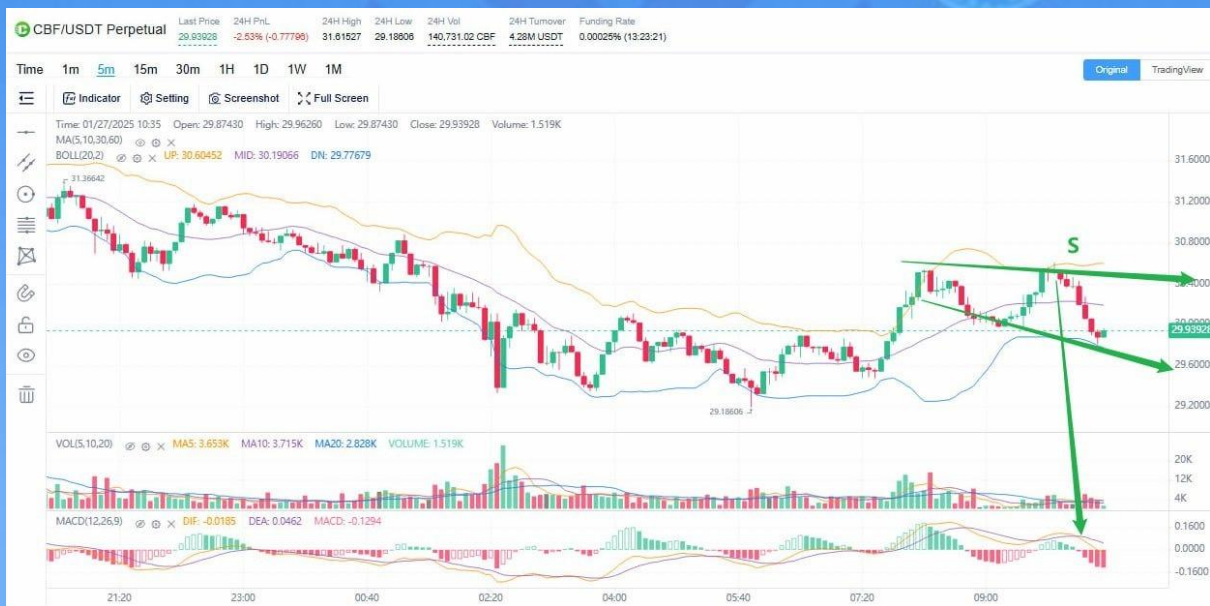 CBF/USDT Perpetual
Last Price 24H PnL 24H High 24H Low 24H Vol 24H Turnover Funding Rate
29.93928 -2.53% (-0.77796) 31.61527 29.18606 140,731.02 CBF 4.28M USDT 0.00025% (13:23:21)
Time 1m 5m 15m 30m 1H 1D 1W 1M
Original TradingView
Indicator Setting Screenshot Full Screen
Time: 01/27/2025 10:35 Open: 29.87430 High: 29.96260 Low: 29.87430 Close: 29.93928 Volume: 1.519K
MA(5,10,30,60)
BOLL(20,2) UP: 30.60452 MID: 30.19066 DN: 29.77679
31.6000
31.36642
31.2000
30.8000
S
30.0000
29.93928
29.6000
29.18606
29.2000
VOL(5,10,20) MA5: 3.653K MA10: 3.715K MA20: 2.828K VOLUME: 1.519K
20K
12K
4K
MACD(12,26,9) DIF: -0.0185 DEA: 0.0462 MACD: -0.1294
0.1600
0.0000
-0.1600
21:20 23:00 00:40 02:20 04:00 05:40 07:20 09:00